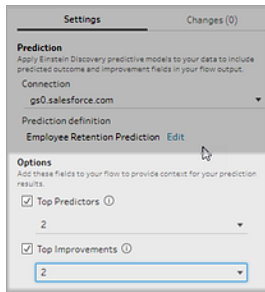 Settings
Changes (0)
Prediction
Apply Einstein Discovery predictive models to your data to include
predicted outcome and improvement fields in your flow output.
Connection
gs0.salesforce.com
Prediction definition
Employee Retention Prediction Edit
Options
Add these fields to your flow to provide context for your prediction
results.
Top Predictors
2
Top Improvements
2